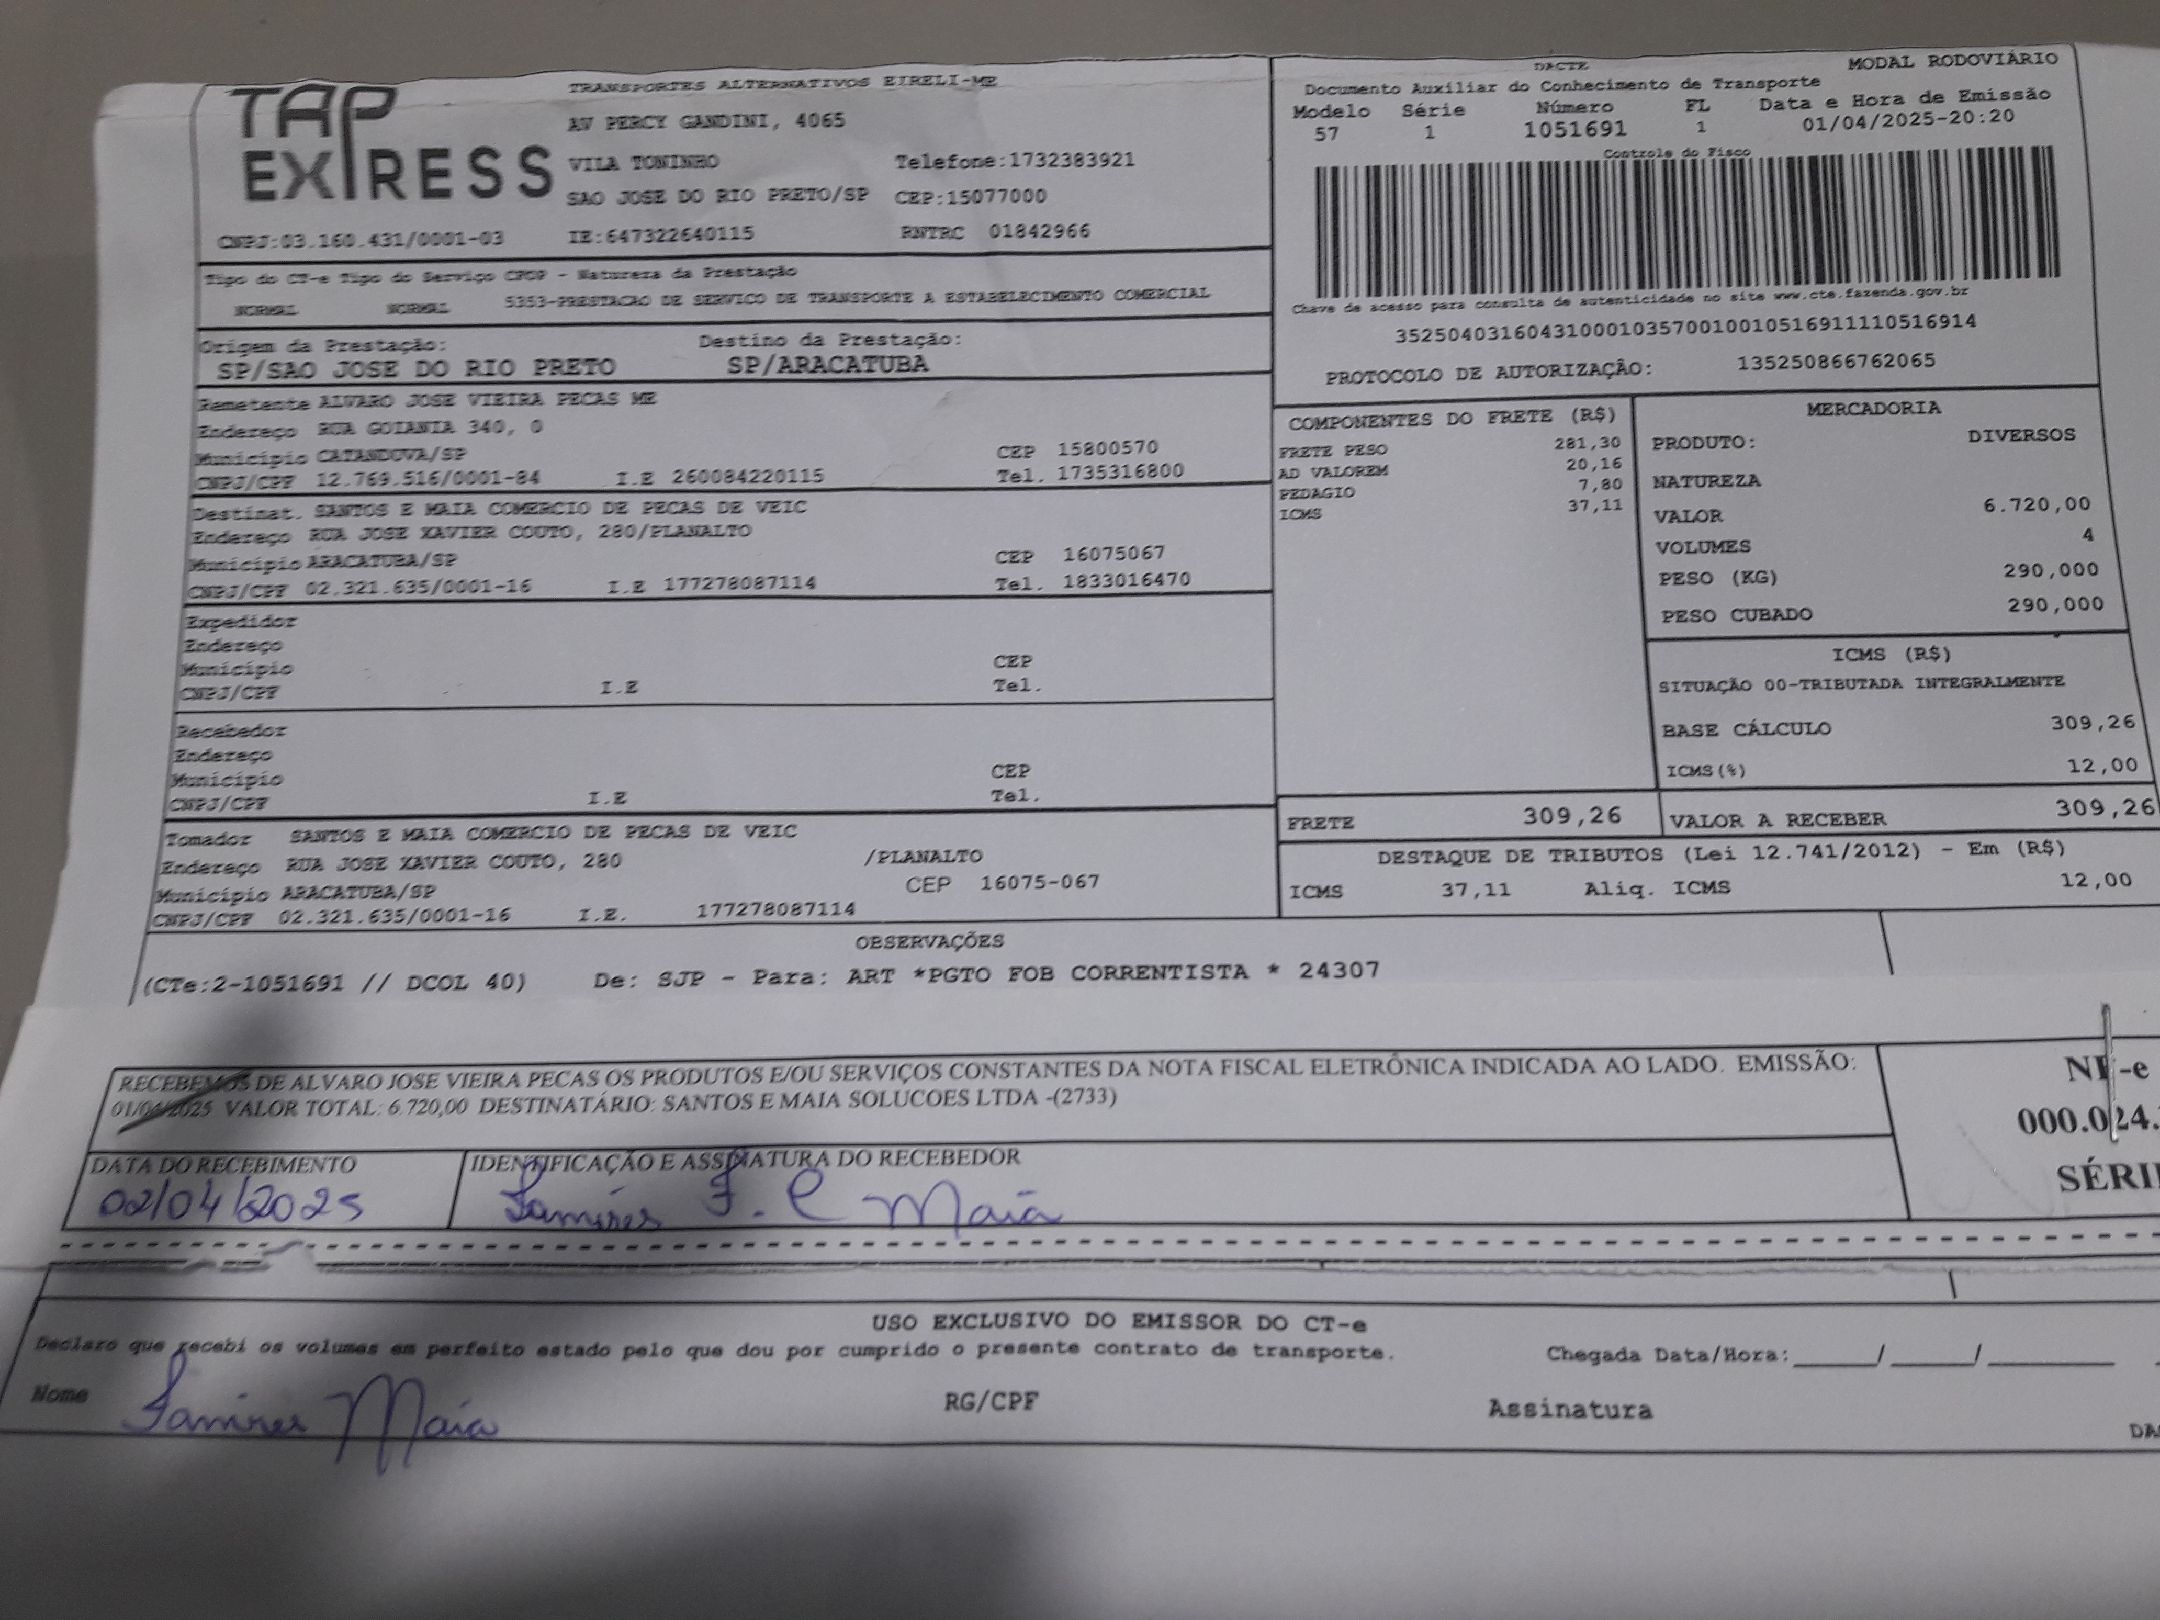 TAP EXPRESS
TRANSPORTES ALTERNATIVOS EIRELI-ME
AV PERCY GANDINI, 4065
VILA TONINHO Telefone:1732383921
SAO JOSE DO RIO PRETO/SP CEP:15077000
CNPJ:03.160.431/0001-03 IE:647322640115 RNTRC 01842966
DACTE MODAL RODOVIÁRIO
Documento Auxiliar do Conhecimento de Transporte
Modelo Série Número FL Data e Hora de Emissão
57 1 1051691 1 01/04/2025-20:20
Controle do Fisco
Chave de acesso para consulta de autenticidade no site www.cte.fazenda.gov.br
35250403160431000103570010010516911110516914
PROTOCOLO DE AUTORIZAÇÃO: 135250866762065
Tipo do CT-e Tipo do Serviço CFOP - Natureza da Prestação
NORMAL NORMAL 5353-PRESTACAO DE SERVICO DE TRANSPORTE A ESTABELECIMENTO COMERCIAL
Origem da Prestação: Destino da Prestação:
SP/SAO JOSE DO RIO PRETO SP/ARACATUBA
Remetente ALVARO JOSE VIEIRA PECAS ME
Endereço RUA GOIANIA 340, 0
Município CATANDUVA/SP CEP 15800570
CNPJ/CPF 12.769.516/0001-84 I.E 260084220115 Tel. 1735316800
Destinat. SANTOS E MAIA COMERCIO DE PECAS DE VEIC
Endereço RUA JOSE XAVIER COUTO, 280/PLANALTO
Município ARACATUBA/SP CEP 16075067
CNPJ/CPF 02.321.635/0001-16 I.E 177278087114 Tel. 1833016470
Expedidor
Endereço
Município CEP
CNPJ/CPF I.E Tel.
Recebedor
Endereço
Município CEP
CNPJ/CPF I.E Tel.
Tomador SANTOS E MAIA COMERCIO DE PECAS DE VEIC
Endereço RUA JOSE XAVIER COUTO, 280 /PLANALTO
Município ARACATUBA/SP CEP 16075-067
CNPJ/CPF 02.321.635/0001-16 I.E. 177278087114
COMPONENTES DO FRETE (R$)
FRETE PESO 281,30
AD VALOREM 20,16
PEDAGIO 7,80
ICMS 37,11
MERCADORIA
PRODUTO: DIVERSOS
NATUREZA
VALOR 6.720,00
VOLUMES 4
PESO (KG) 290,000
PESO CUBADO 290,000
ICMS (R$)
SITUAÇÃO 00-TRIBUTADA INTEGRALMENTE
BASE CÁLCULO 309,26
ICMS(%) 12,00
FRETE 309,26 VALOR A RECEBER 309,26
DESTAQUE DE TRIBUTOS (Lei 12.741/2012) - Em (R$)
ICMS 37,11 Aliq. ICMS 12,00
OBSERVAÇÕES
(CTe:2-1051691 // DCOL 40) De: SJP - Para: ART *PGTO FOB CORRENTISTA * 24307
RECEBEMOS DE ALVARO JOSE VIEIRA PECAS OS PRODUTOS E/OU SERVIÇOS CONSTANTES DA NOTA FISCAL ELETRÔNICA INDICADA AO LADO. EMISSÃO:
01/04/2025 VALOR TOTAL: 6.720,00 DESTINATÁRIO: SANTOS E MAIA SOLUCOES LTDA -(2733)
NF-e
000.024.
SÉRI
DATA DO RECEBIMENTO IDENTIFICAÇÃO E ASSINATURA DO RECEBEDOR
02/04/2025 Tamires F. C Maia
USO EXCLUSIVO DO EMISSOR DO CT-e
Declaro que recebi os volumes em perfeito estado pelo que dou por cumprido o presente contrato de transporte. Chegada Data/Hora:_____/_____/_______
Nome Tamires Maia RG/CPF Assinatura
DA